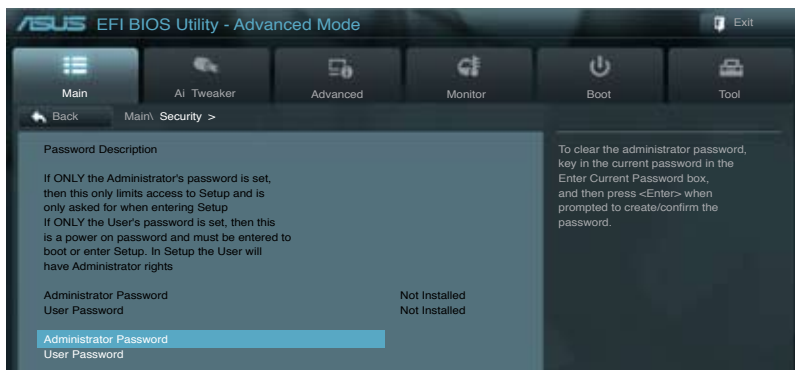 ASUS EFI BIOS Utility - Advanced Mode
Exit
Main
Ai Tweaker
Advanced
Monitor
Boot
Tool
Back
Main\ Security >
Password Description
If ONLY the Administrator's password is set,
then this only limits access to Setup and is
only asked for when entering Setup
If ONLY the User's password is set, then this
is a power on password and must be entered to
boot or enter Setup. In Setup the User will
have Administrator rights
Administrator Password Not Installed
User Password Not Installed
Administrator Password
User Password
To clear the administrator password,
key in the current password in the
Enter Current Password box,
and then press <Enter> when
prompted to create/confirm the
password.